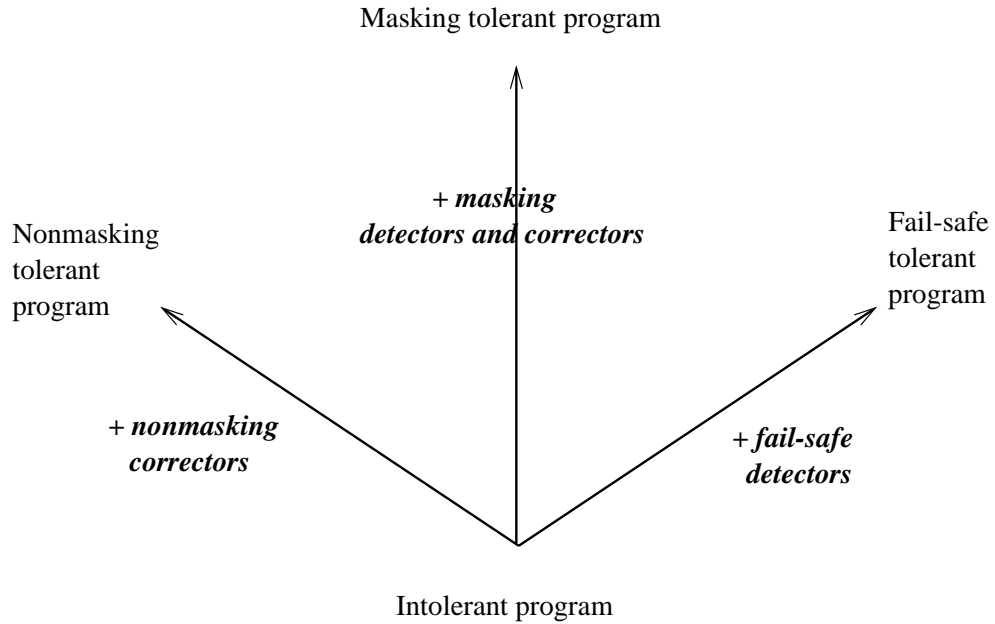 Masking tolerant program
+ masking
detectors and correctors
Nonmasking
tolerant
program
Fail-safe
tolerant
program
+ nonmasking
correctors
+ fail-safe
detectors
Intolerant program